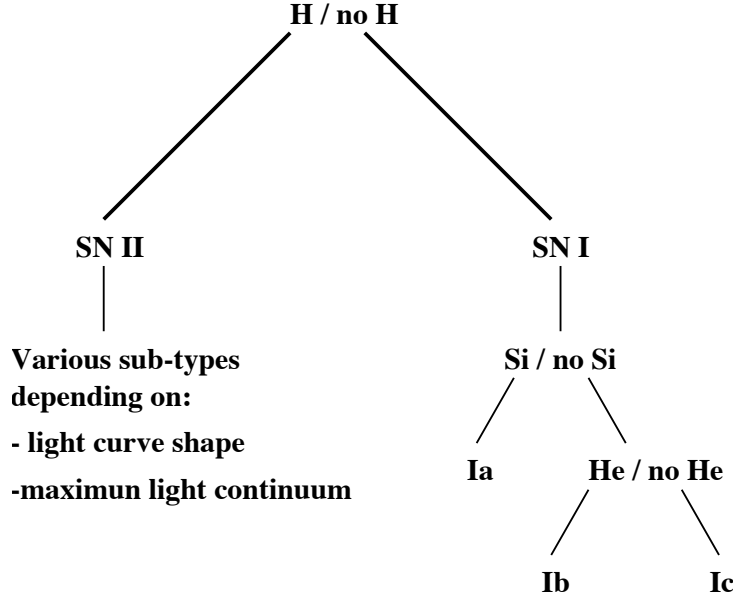 H / no H
SN II
SN I
Various sub-types
depending on:
- light curve shape
-maximun light continuum
Si / no Si
Ia
He / no He
Ib
Ic